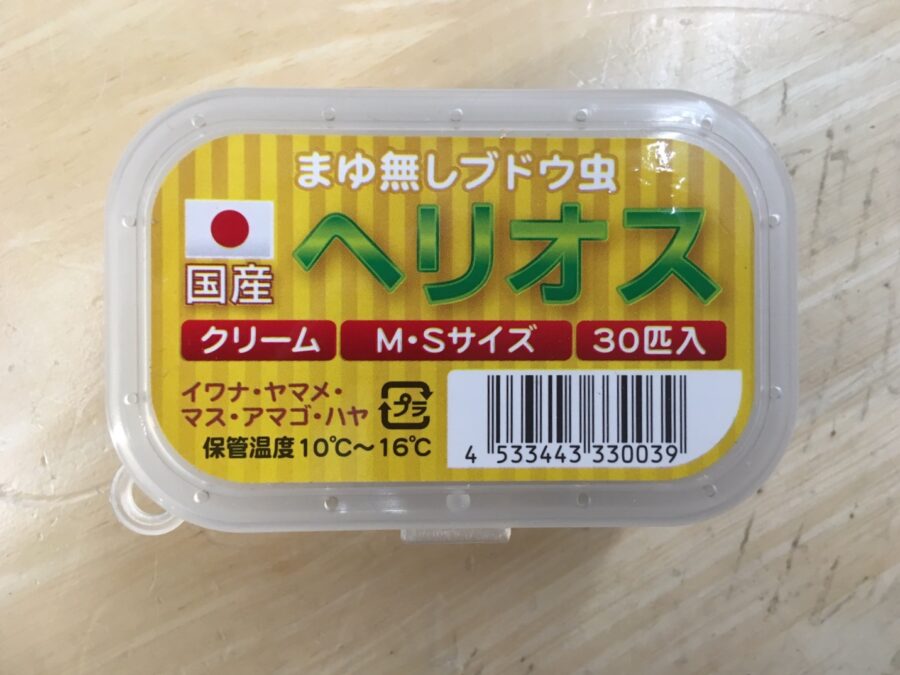 まゆ無しブドウ虫
ヘリオス
国産
クリーム M・Sサイズ 30匹入
イワナ・ヤマメ・
マス・アマゴ・ハヤ
プラ
保管温度10℃～16℃
4 533443 330039